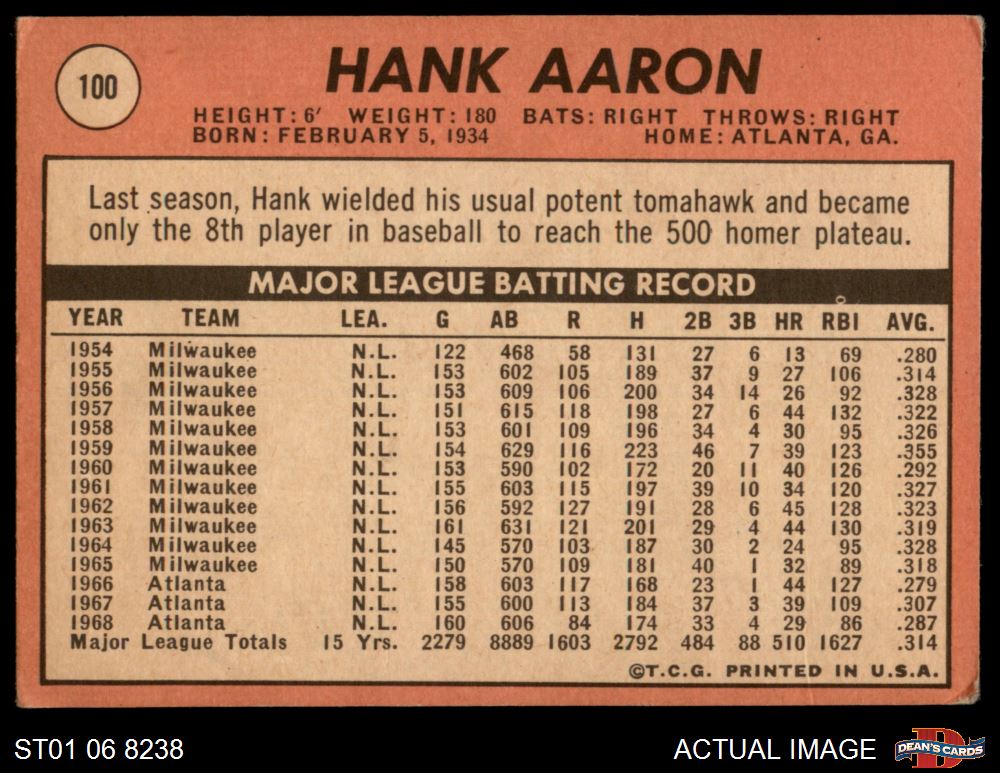 100
HANK AARON
HEIGHT: 6' WEIGHT: 180 BATS: RIGHT THROWS: RIGHT
BORN: FEBRUARY 5, 1934 HOME: ATLANTA, GA.
Last season, Hank wielded his usual potent tomahawk and became
only the 8th player in baseball to reach the 500 homer plateau.
MAJOR LEAGUE BATTING RECORD
YEAR TEAM LEA. G AB R H 2B 3B HR RBI AVG.
1954 Milwaukee N.L. 122 468 58 131 27 6 13 69 .280
1955 Milwaukee N.L. 153 602 105 189 37 9 27 106 .314
1956 Milwaukee N.L. 153 609 106 200 34 14 26 92 .328
1957 Milwaukee N.L. 151 615 118 198 27 6 44 132 .322
1958 Milwaukee N.L. 153 601 109 196 34 4 30 95 .326
1959 Milwaukee N.L. 154 629 116 223 46 7 39 123 .355
1960 Milwaukee N.L. 153 590 102 172 20 11 40 126 .292
1961 Milwaukee N.L. 155 603 115 197 39 10 34 120 .327
1962 Milwaukee N.L. 156 592 127 191 28 6 45 128 .323
1963 Milwaukee N.L. 161 631 121 201 29 4 44 130 .319
1964 Milwaukee N.L. 145 570 103 187 30 2 24 95 .328
1965 Milwaukee N.L. 150 570 109 181 40 1 32 89 .318
1966 Atlanta N.L. 158 603 117 168 23 1 44 127 .279
1967 Atlanta N.L. 155 600 113 184 37 3 39 109 .307
1968 Atlanta N.L. 160 606 84 174 33 4 29 86 .287
Major League Totals 15 Yrs. 2279 8889 1603 2792 484 88 510 1627 .314
©T.C.G. PRINTED IN U.S.A.
ST01 06 8238
ACTUAL IMAGE
D
DEAN'S CARDS